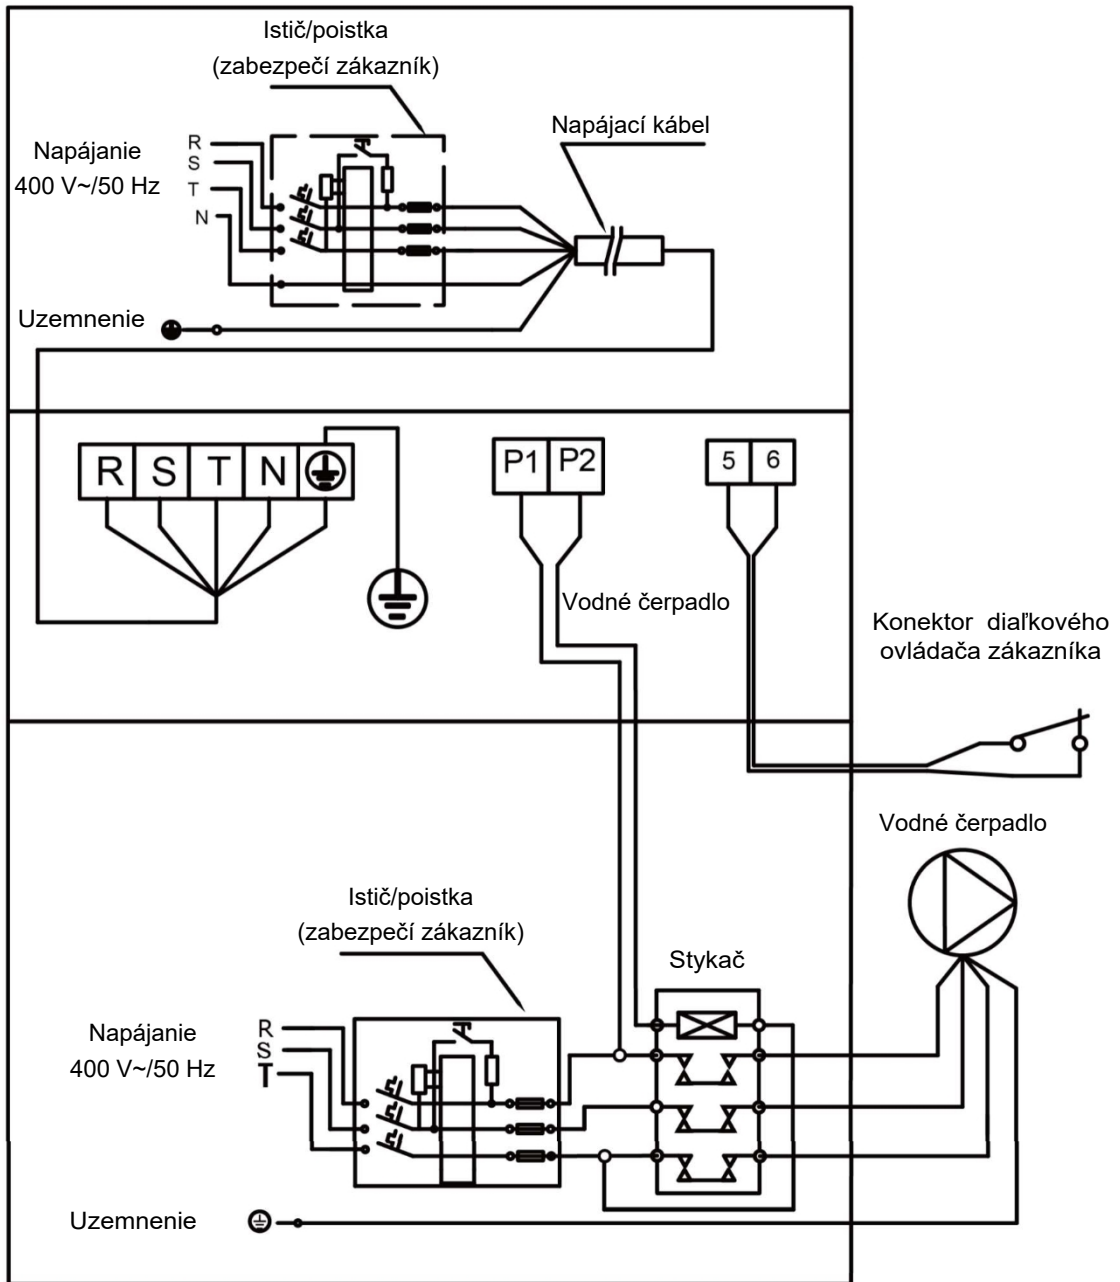 Istič/poistka
(zabezpečí zákazník)
Napájací kábel
Napájanie
400 V~/50 Hz
R
S
T
N
Uzemnenie
R S T N
P1 P2
5 6
Vodné čerpadlo
Konektor diaľkového
ovládača zákazníka
Vodné čerpadlo
Istič/poistka
(zabezpečí zákazník)
Stykač
Napájanie
400 V~/50 Hz
R
S
T
Uzemnenie